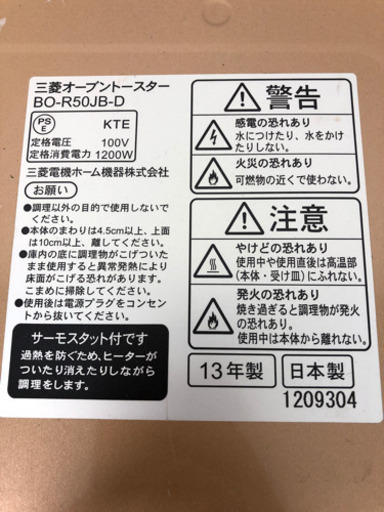 三菱オーブントースター
BO-R50JB-D
PS
E
KTE
定格電圧 100V
定格消費電力 1200W
三菱電機ホーム機器株式会社
お願い
●調理以外の目的で使用しないで
ください。
●本体のまわりは4.5cm以上、上面
は10cm以上、離してください。
●庫内の底に調理物がこげついた
まま使用すると異常発熱により
床面がこげる恐れがあります。
こまめに掃除してください。
●使用後は電源プラグをコンセン
トから抜いてください。
サーモスタット付です
過熱を防ぐため、ヒーターが
ついたり消えたりしながら
調理をします。
警告
感電の恐れあり
水につけたり、水をかけ
たりしない。
火災の恐れあり
可燃物の近くで使わない。
注意
やけどの恐れあり
使用中や使用直後は高温部
(本体・受け皿)にふれない。
発火の恐れあり
焼き過ぎると調理物が発火
の恐れあり。
使用中は本体から離れない。
13年製
日本製
1209304